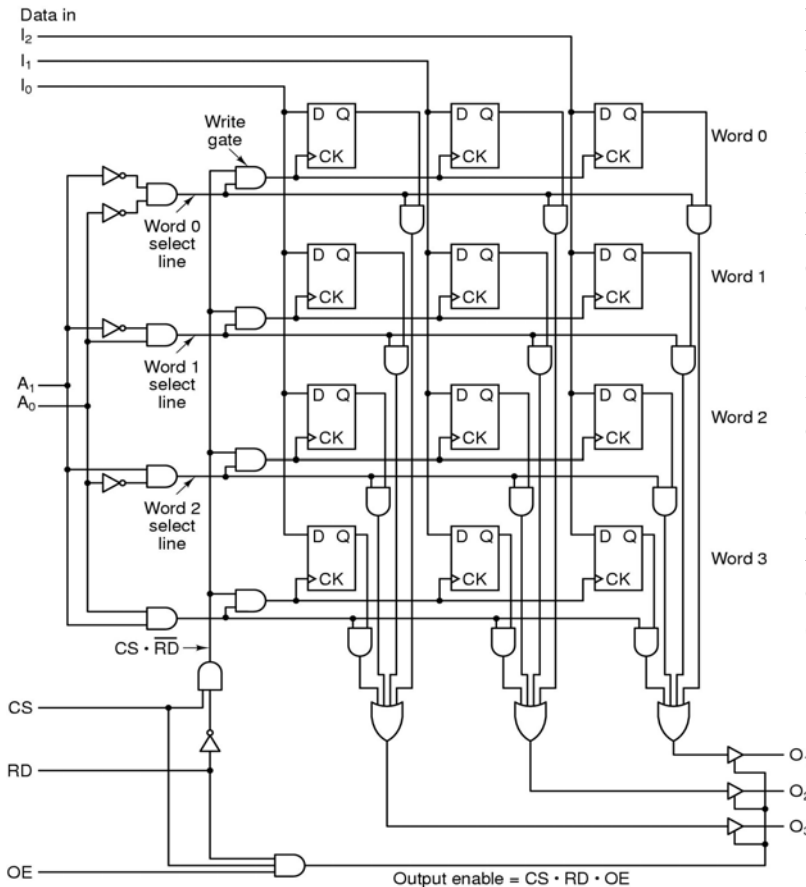 Data in
I₂
I₁
I₀
Write
gate
D Q
CK
D Q
CK
D Q
CK
Word 0
Word 0
select
line
D Q
CK
D Q
CK
D Q
CK
Word 1
Word 1
select
line
A₁
A₀
D Q
CK
D Q
CK
D Q
CK
Word 2
Word 2
select
line
D Q
CK
D Q
CK
D Q
CK
Word 3
CS • R̅D̅
CS
RD
OE
O₂
O₃
Output enable = CS • RD • OE